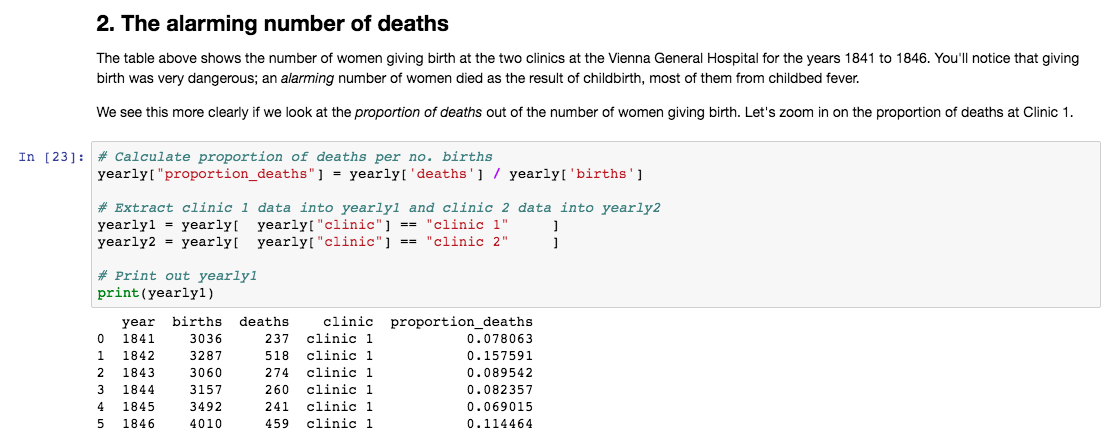 2. The alarming number of deaths
The table above shows the number of women giving birth at the two clinics at the Vienna General Hospital for the years 1841 to 1846. You'll notice that giving
birth was very dangerous; an alarming number of women died as the result of childbirth, most of them from childbed fever.
We see this more clearly if we look at the proportion of deaths out of the number of women giving birth. Let's zoom in on the proportion of deaths at Clinic 1.
In [23]: # Calculate proportion of deaths per no. births
yearly["proportion_deaths"] = yearly['deaths'] / yearly['births']
# Extract clinic 1 data into yearly1 and clinic 2 data into yearly2
yearly1 = yearly[  yearly["clinic"] == "clinic 1"     ]
yearly2 = yearly[  yearly["clinic"] == "clinic 2"     ]
# Print out yearly1
print(yearly1)
   year  births  deaths    clinic  proportion_deaths
0  1841    3036     237  clinic 1           0.078063
1  1842    3287     518  clinic 1           0.157591
2  1843    3060     274  clinic 1           0.089542
3  1844    3157     260  clinic 1           0.082357
4  1845    3492     241  clinic 1           0.069015
5  1846    4010     459  clinic 1           0.114464